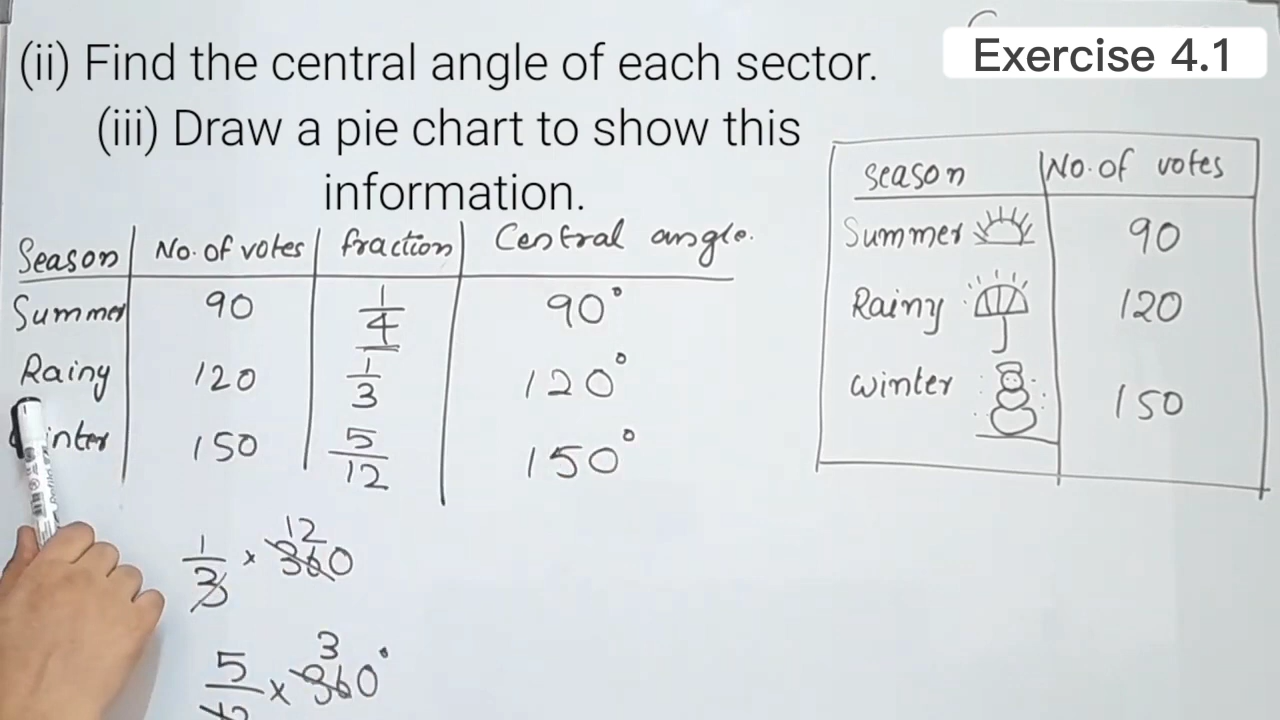 Exercise 4.1
(ii) Find the central angle of each sector.
(iii) Draw a pie chart to show this
information.
Season No. of votes fraction Central angle.
Summer 90 1/4 90°
Rainy 120 1/3 120°
Winter 150 5/12 150°
1/3 × 360 12
5/12 × 360° 3
season No. of votes
Summer 90
Rainy 120
winter 150